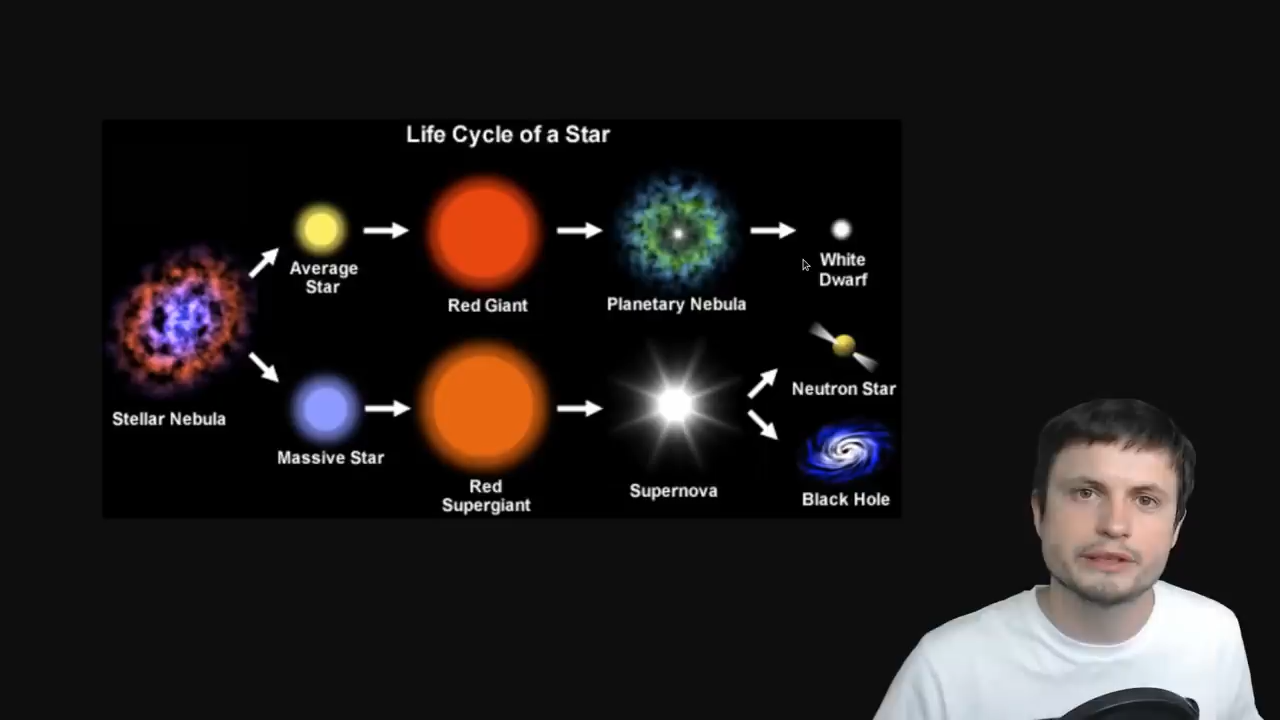 Life Cycle of a Star
Average
Star
Red Giant
Planetary Nebula
White
Dwarf
Stellar Nebula
Massive Star
Red
Supergiant
Supernova
Neutron Star
Black Hole